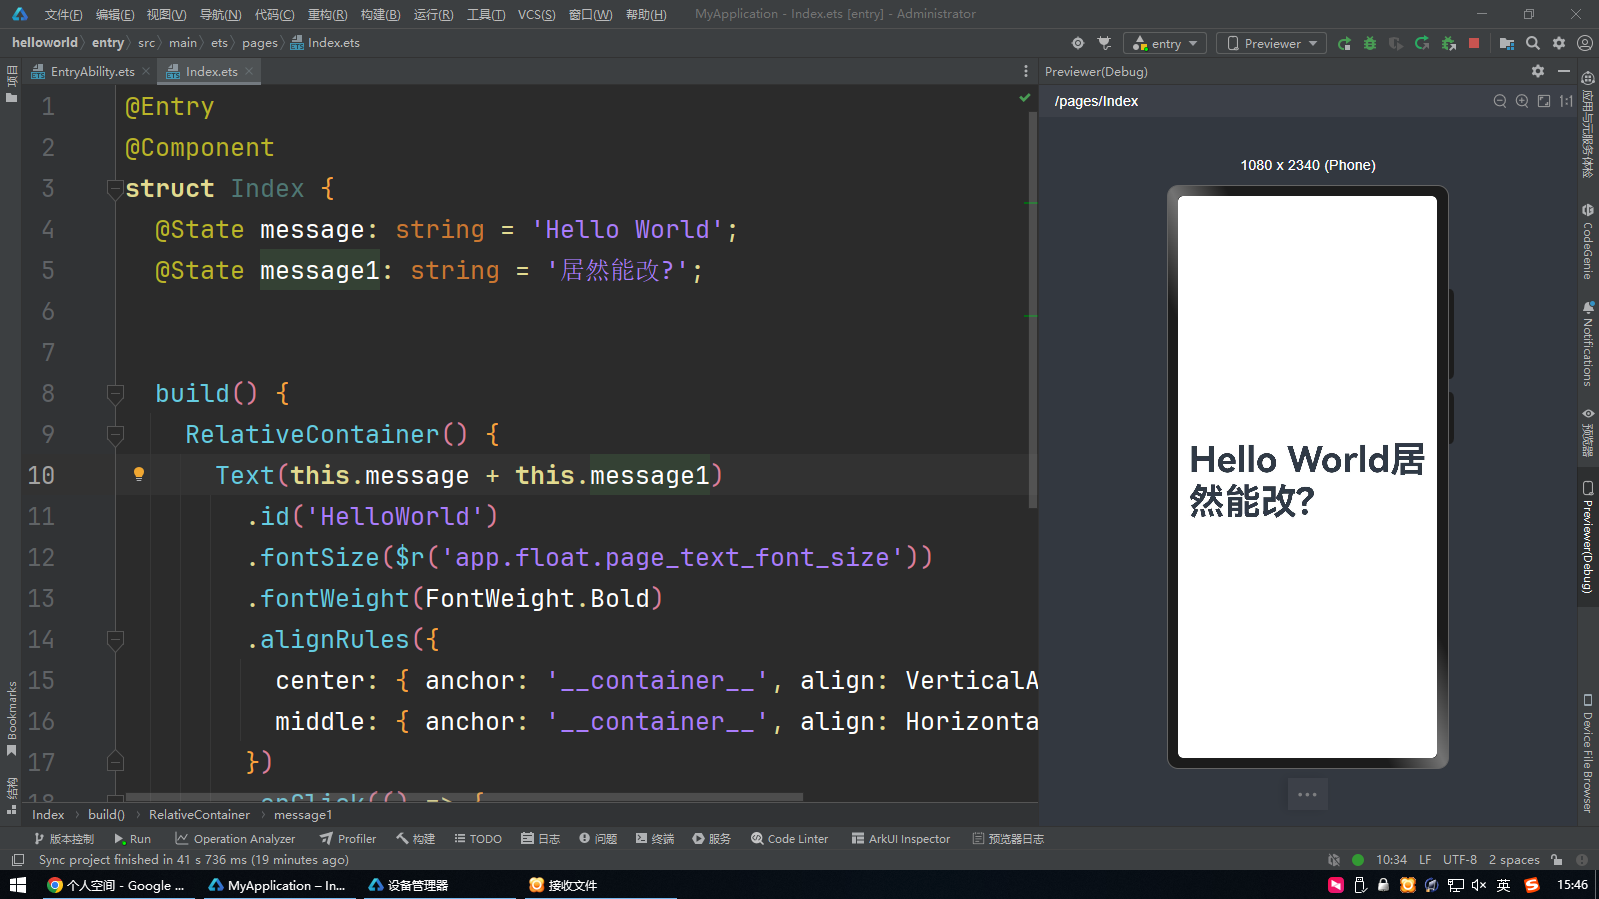 文件(F) 编辑(E) 视图(V) 导航(N) 代码(C) 重构(R) 构建(B) 运行(R) 工具(T) VCS(S) 窗口(W) 帮助(H) MyApplication - Index.ets [entry] - Administrator
helloworld entry src main ets pages Index.ets
entry Previewer
EntryAbility.ets Index.ets
Previewer(Debug)
/pages/Index
1:1
1080 x 2340 (Phone)
1 @Entry
2 @Component
3 struct Index {
4 @State message: string = 'Hello World';
5 @State message1: string = '居然能改?';
6
7
8 build() {
9 RelativeContainer() {
10 Text(this.message + this.message1)
11 .id('HelloWorld')
12 .fontSize($r('app.float.page_text_font_size'))
13 .fontWeight(FontWeight.Bold)
14 .alignRules({
15 center: { anchor: '__container__', align: VerticalA
16 middle: { anchor: '__container__', align: Horizonta
17 })
18 .onClick(() => {
Hello World居
然能改?
项目
Bookmarks
结构
应用与元服务体检
CodeGenie
Notifications
预览器
Previewer(Debug)
Device File Browser
Index build() RelativeContainer message1
版本控制 Run Operation Analyzer Profiler 构建 TODO 日志 问题 终端 服务 Code Linter ArkUI Inspector 预览器日志
Sync project finished in 41 s 736 ms (19 minutes ago)
10:34 LF UTF-8 2 spaces
个人空间 - Google ... MyApplication – In... 设备管理器 接收文件
英 15:46